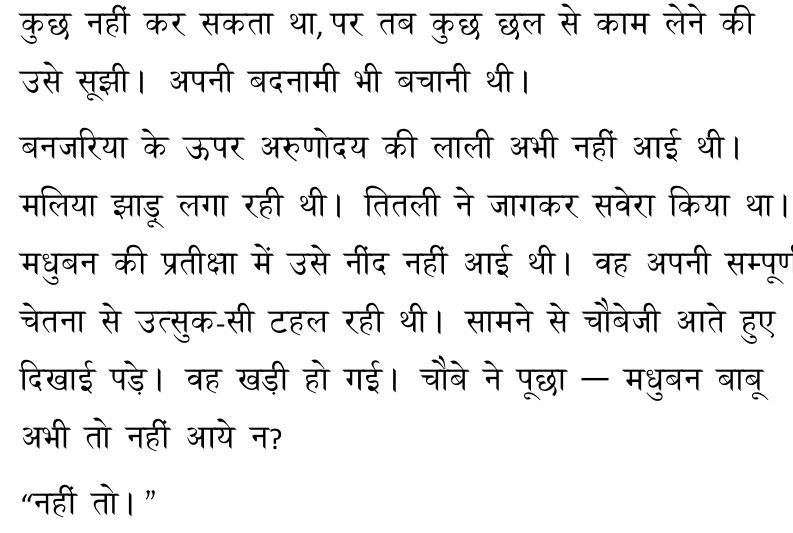 कुछ नहीं कर सकता था, पर तब कुछ छल से काम लेने की
उसे सूझी। अपनी बदनामी भी बचानी थी।
बनजरिया के ऊपर अरुणोदय की लाली अभी नहीं आई थी।
मलिया झाड़ू लगा रही थी। तितली ने जागकर सवेरा किया था।
मधुबन की प्रतीक्षा में उसे नींद नहीं आई थी। वह अपनी सम्पूर्ण
चेतना से उत्सुक-सी टहल रही थी। सामने से चौबेजी आते हुए
दिखाई पड़े। वह खड़ी हो गई। चौबे ने पूछा — मधुबन बाबू
अभी तो नहीं आये न?
“नहीं तो।”